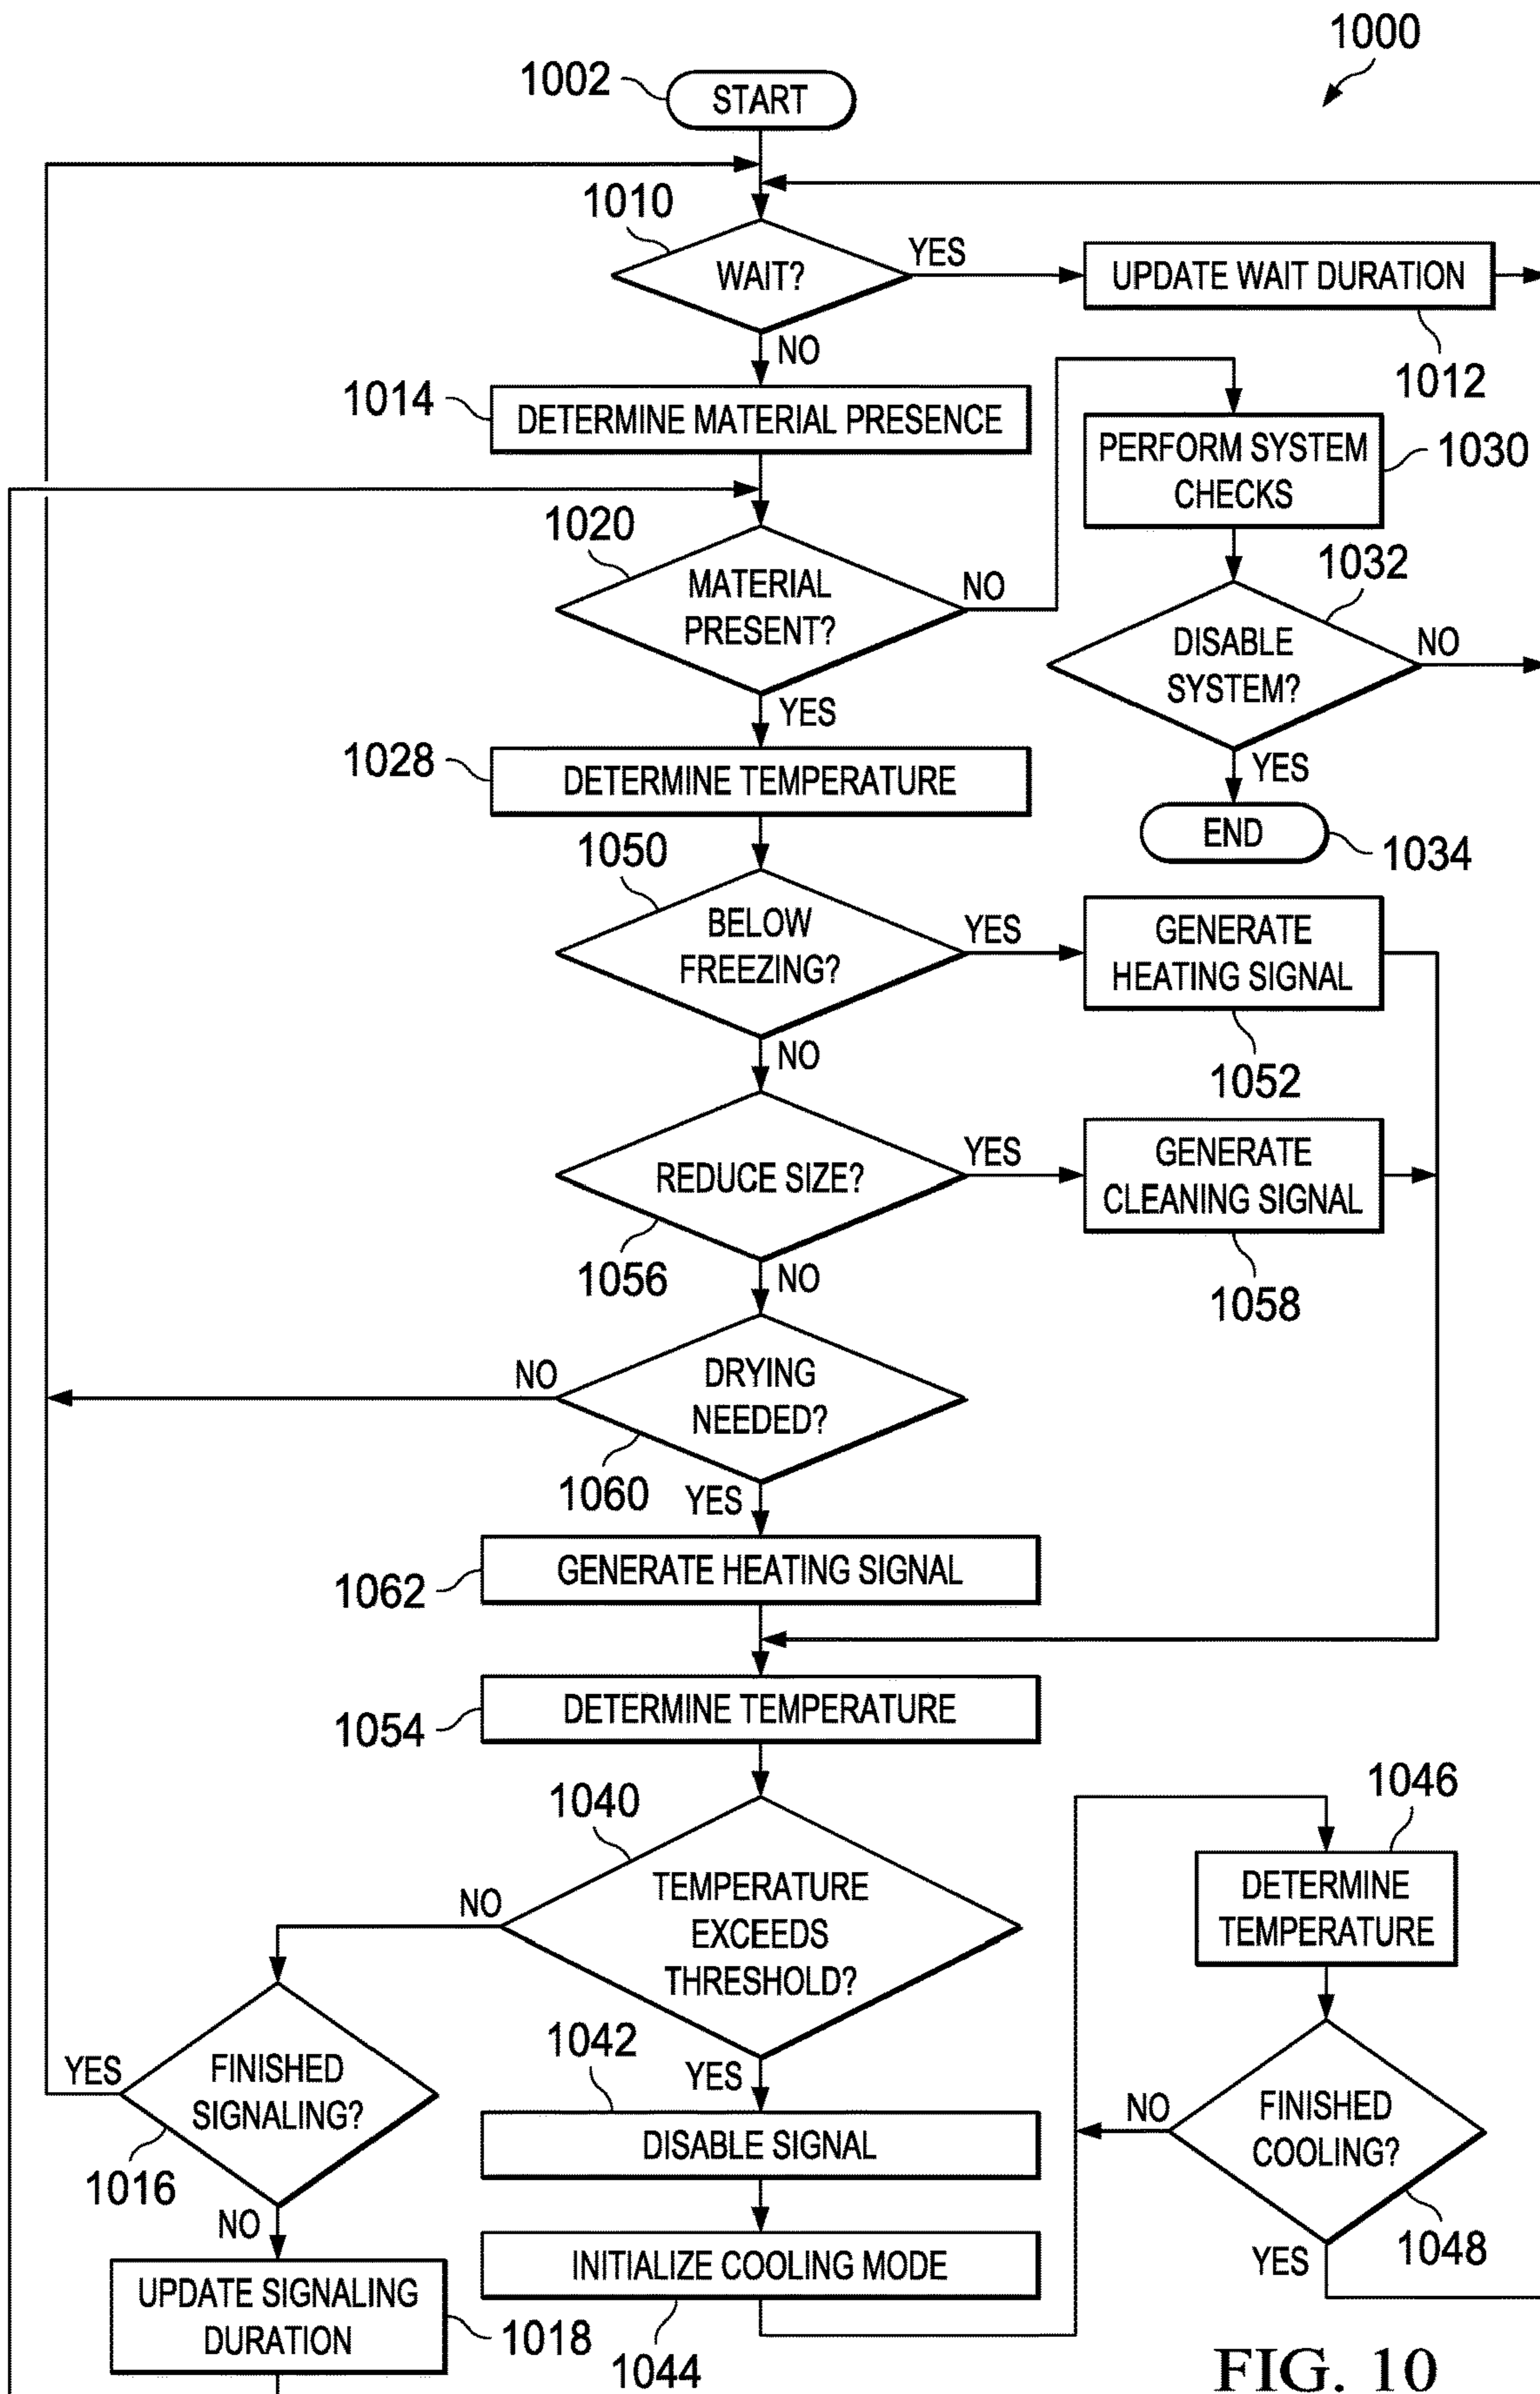 1000
1002
START
1010
WAIT?
YES
UPDATE WAIT DURATION
1012
NO
1014
DETERMINE MATERIAL PRESENCE
PERFORM SYSTEM
CHECKS
1030
1020
MATERIAL
PRESENT?
NO
1032
DISABLE
SYSTEM?
NO
YES
YES
1028
DETERMINE TEMPERATURE
END
1034
1050
BELOW
FREEZING?
YES
GENERATE
HEATING SIGNAL
1052
NO
REDUCE SIZE?
YES
GENERATE
CLEANING SIGNAL
1056
1058
NO
DRYING
NEEDED?
NO
1060
YES
1062
GENERATE HEATING SIGNAL
1054
DETERMINE TEMPERATURE
1040
TEMPERATURE
EXCEEDS
THRESHOLD?
NO
1046
DETERMINE
TEMPERATURE
FINISHED
SIGNALING?
YES
1016
NO
1042
YES
DISABLE SIGNAL
FINISHED
COOLING?
NO
1048
YES
INITIALIZE COOLING MODE
1044
UPDATE SIGNALING
DURATION
1018
FIG. 10